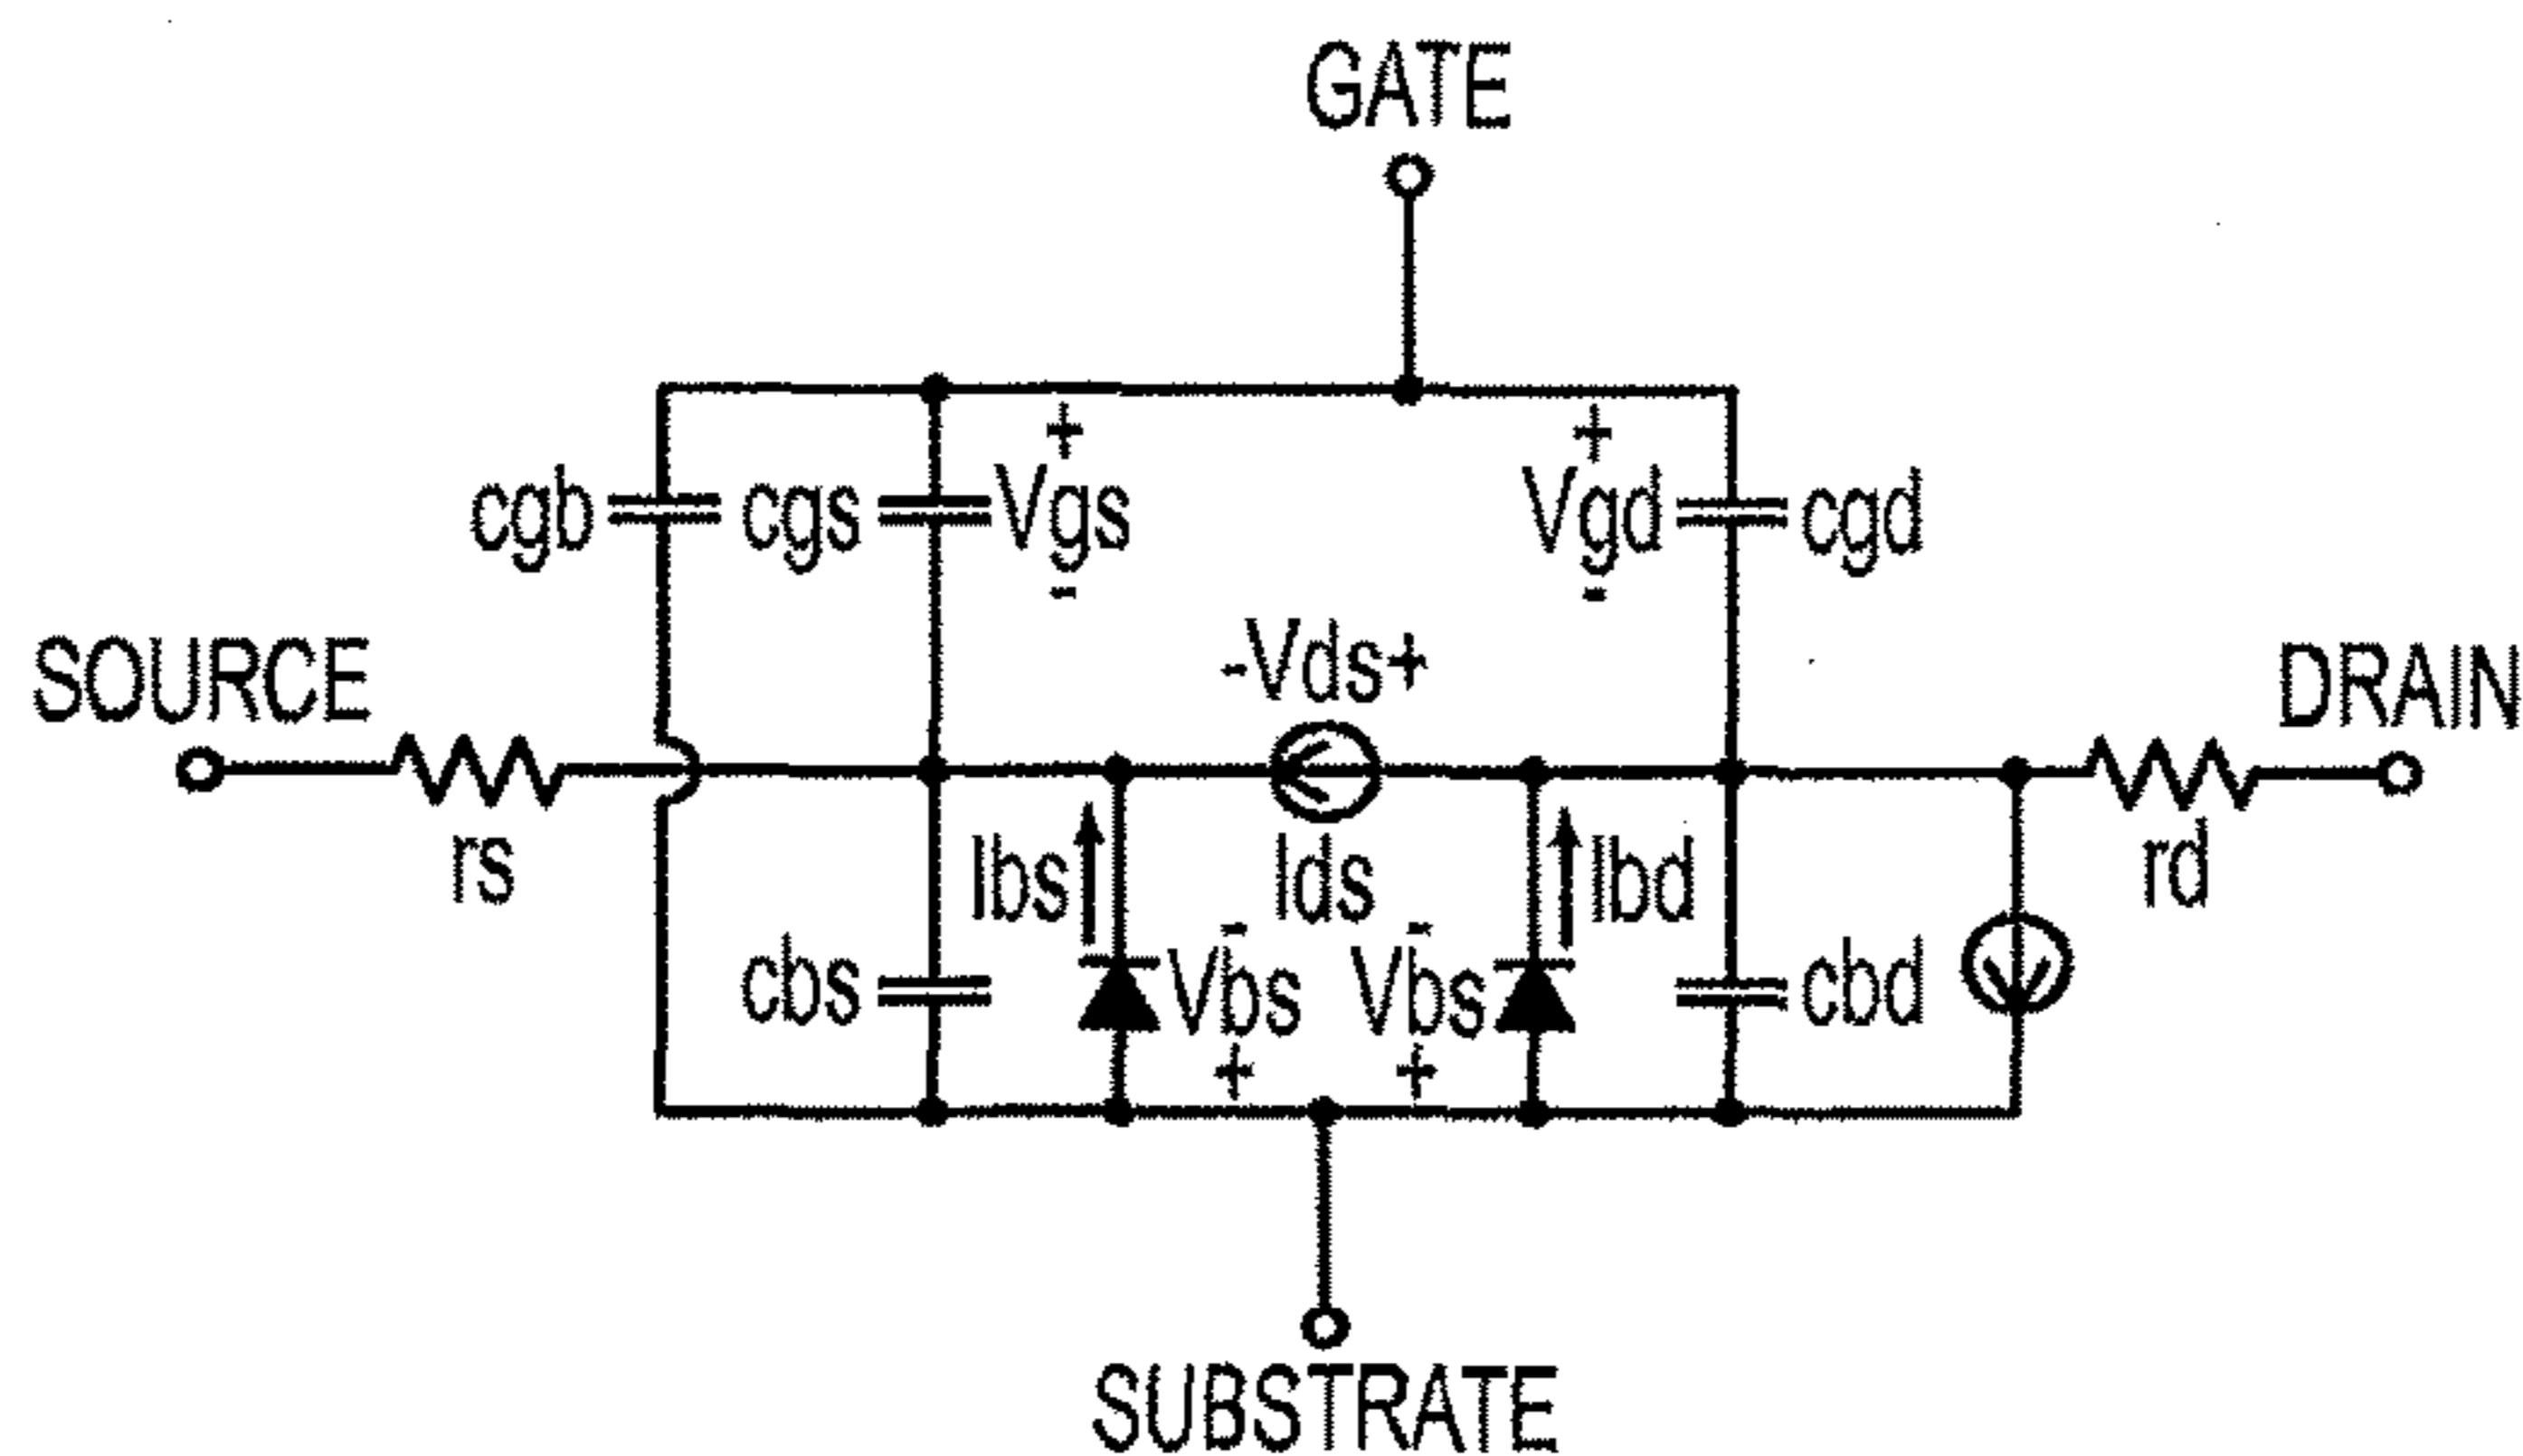 GATE
+ +
cgb cgs Vgs Vgd cgd
- -
SOURCE -Vds+ DRAIN
rs Ibs Ids Ibd rd
- -
cbs Vbs Vbs cbd
+ +
SUBSTRATE